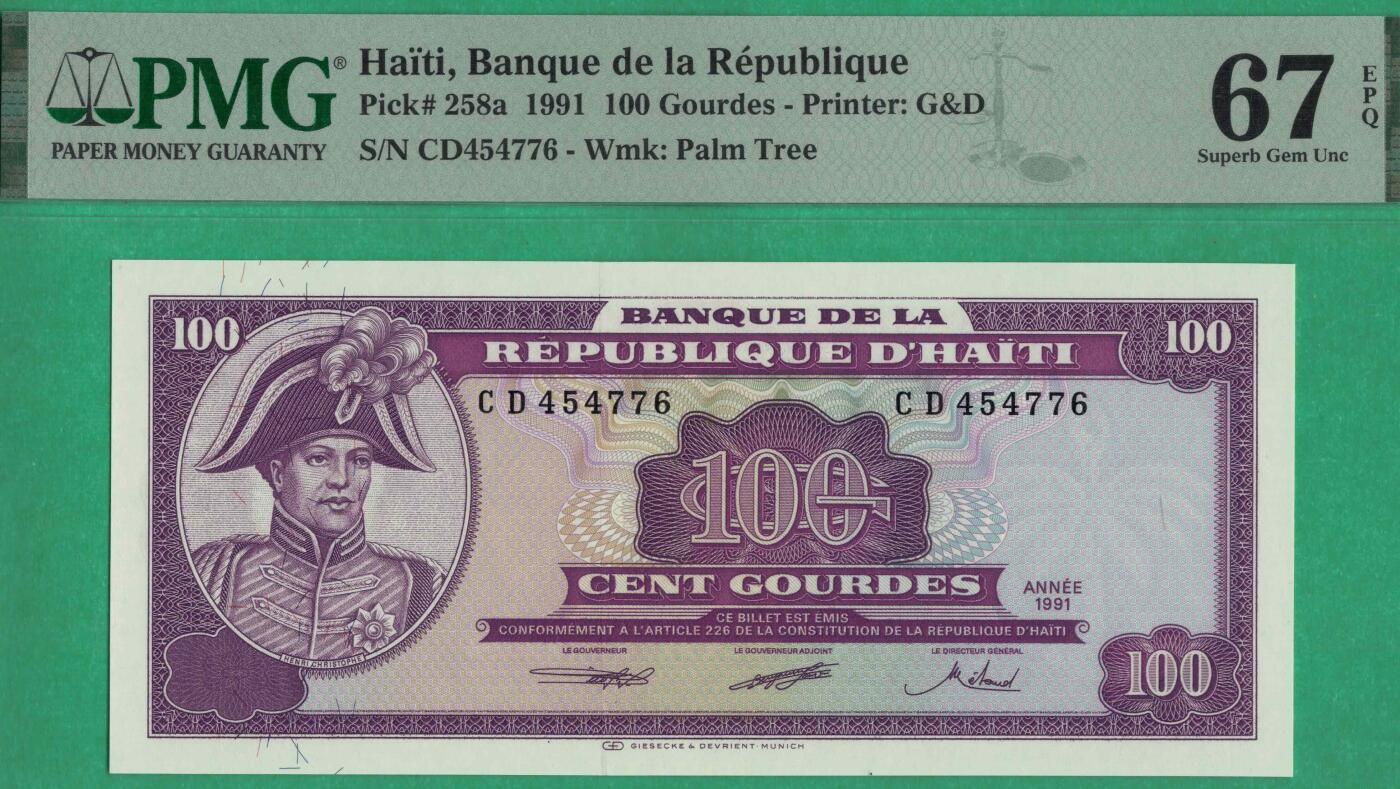 PMG®
PAPER MONEY GUARANTY
Haïti, Banque de la République
Pick# 258a 1991 100 Gourdes - Printer: G&D
S/N CD454776 - Wmk: Palm Tree
67
EPQ
Superb Gem Unc
BANQUE DE LA
RÉPUBLIQUE D'HAÏTI
100
100
CD454776
CD454776
100
CENT GOURDES
ANNÉE
1991
CE BILLET EST ÉMIS
CONFORMÉMENT À L'ARTICLE 226 DE LA CONSTITUTION DE LA RÉPUBLIQUE D'HAÏTI
LE GOUVERNEUR
LE GOUVERNEUR ADJOINT
LE DIRECTEUR GÉNÉRAL
HENRI CHRISTOPHE
100
GIESECKE & DEVRIENT·MUNICH